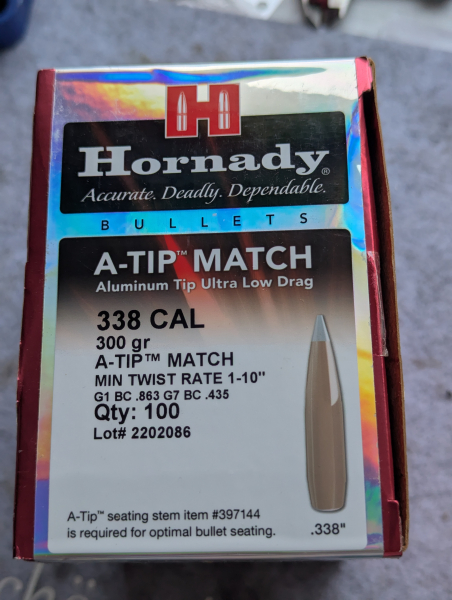 H
Hornady®
Accurate. Deadly. Dependable.
BULLETS
A-TIP™ MATCH
Aluminum Tip Ultra Low Drag
338 CAL
300 gr
A-TIP™ MATCH
MIN TWIST RATE 1-10"
G1 BC .863 G7 BC .435
Qty: 100
Lot# 2202086
A-Tip™ seating stem item #397144
is required for optimal bullet seating.
.338"